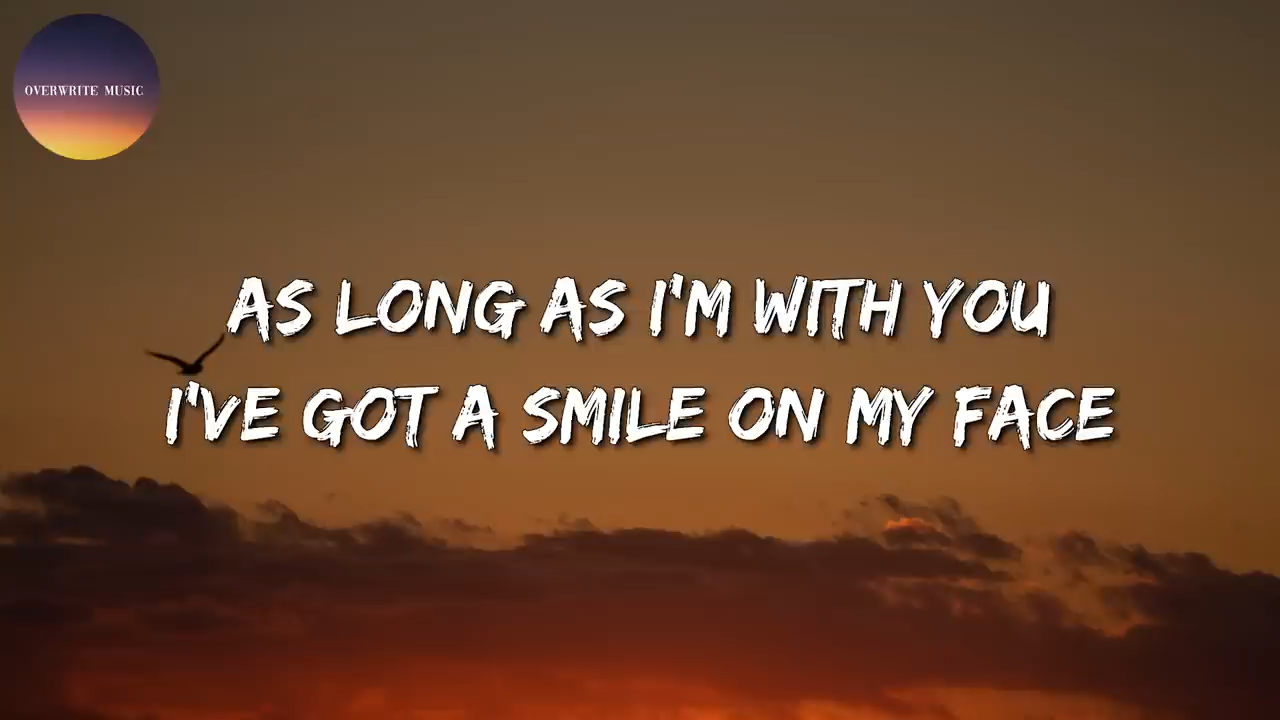 OVERWRITE MUSIC
AS LONG AS I'M WITH YOU
I'VE GOT A SMILE ON MY FACE